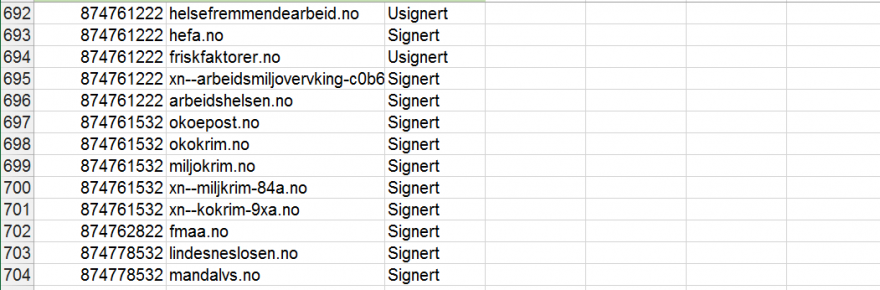 692 874761222 helsefremmendearbeid.no Usignert
693 874761222 hefa.no Signert
694 874761222 friskfaktorer.no Usignert
695 874761222 xn--arbeidsmiljovervking-c0b6 Signert
696 874761222 arbeidshelsen.no Signert
697 874761532 okoepost.no Signert
698 874761532 okokrim.no Signert
699 874761532 miljokrim.no Signert
700 874761532 xn--miljkrim-84a.no Signert
701 874761532 xn--kokrim-9xa.no Signert
702 874762822 fmaa.no Signert
703 874778532 lindesneslosen.no Signert
704 874778532 mandalvs.no Signert